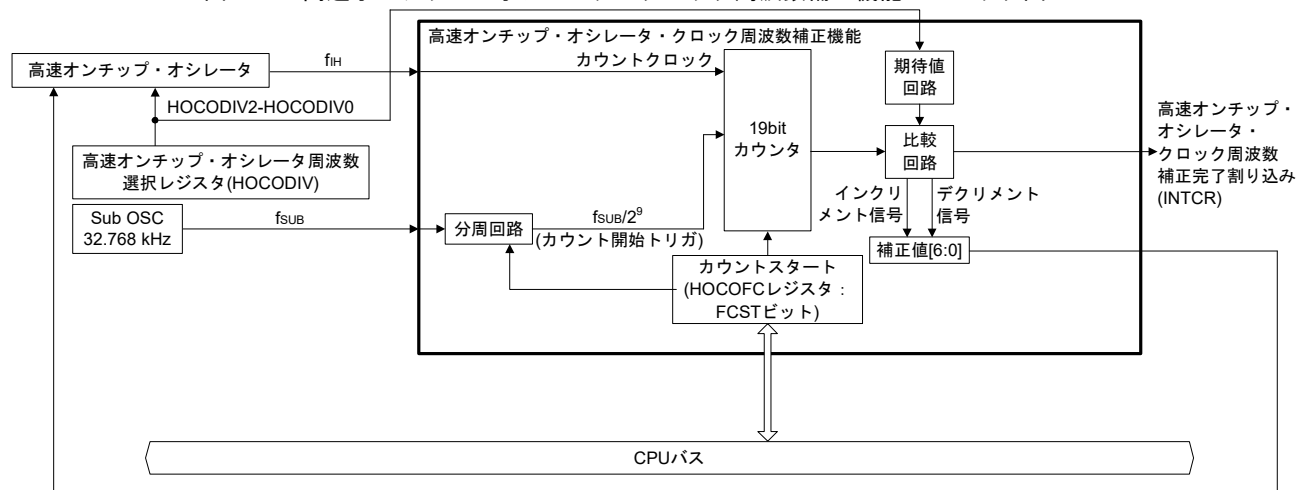 高速オンチップ・オシレータ・クロック周波数補正機能
高速オンチップ・オシレータ
fIH
カウントクロック
期待値
回路
HOCODIV2-HOCODIV0
高速オンチップ・オシレータ周波数
選択レジスタ(HOCODIV)
19bit
カウンタ
比較
回路
高速オンチップ・
オシレータ・
クロック周波数
補正完了割り込み
(INTCR)
インクリ
メント信号
デクリメント
信号
Sub OSC
32.768 kHz
fSUB
分周回路
fSUB/2⁹
(カウント開始トリガ)
補正値[6:0]
カウントスタート
(HOCOFCレジスタ:
FCSTビット)
CPUバス